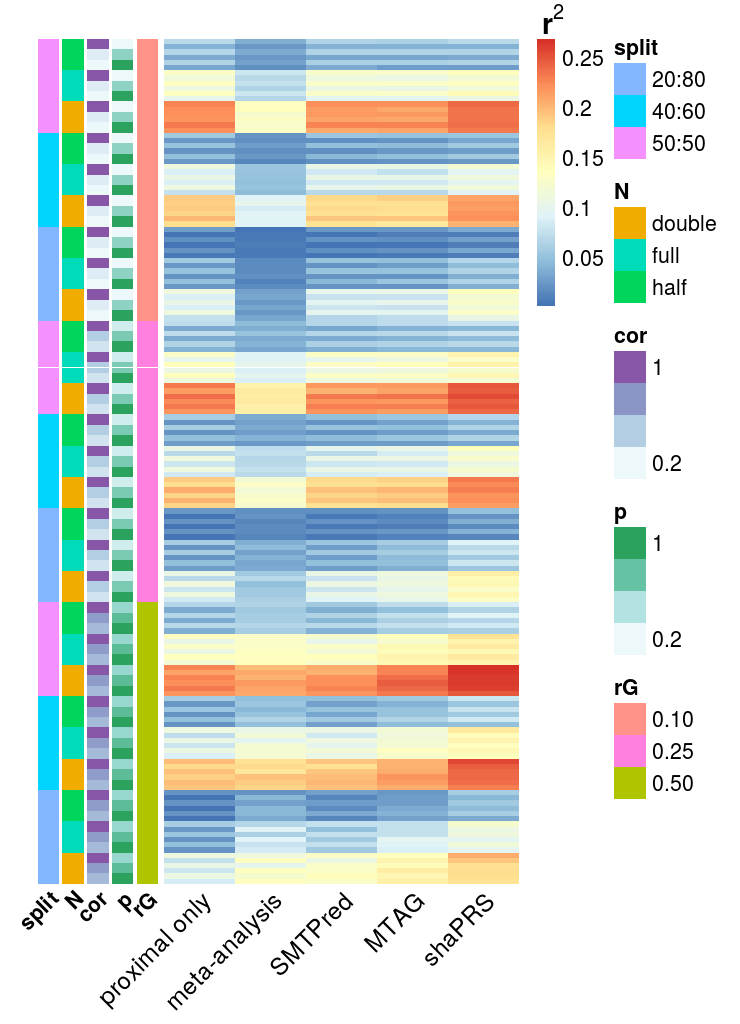 r2
0.25
0.2
0.15
0.1
0.05
split
20:80
40:60
50:50
N
double
full
half
cor
1
0.2
p
1
0.2
rG
0.10
0.25
0.50
split
N
cor
p
rG
proximal only
meta-analysis
SMTPred
MTAG
shaPRS